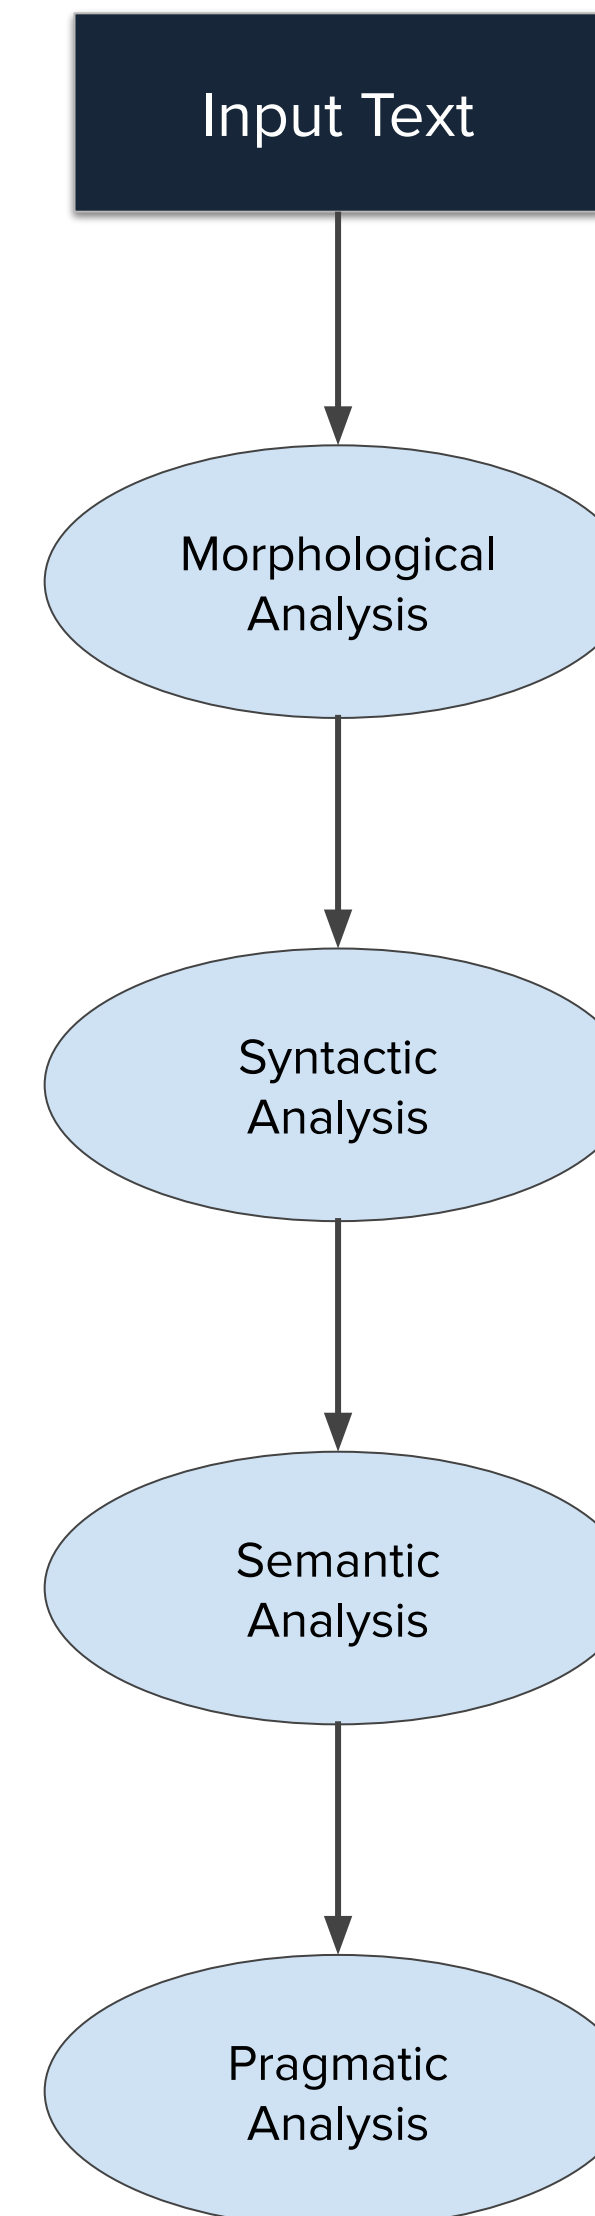 Input Text
Morphological
Analysis
Syntactic
Analysis
Semantic
Analysis
Pragmatic
Analysis